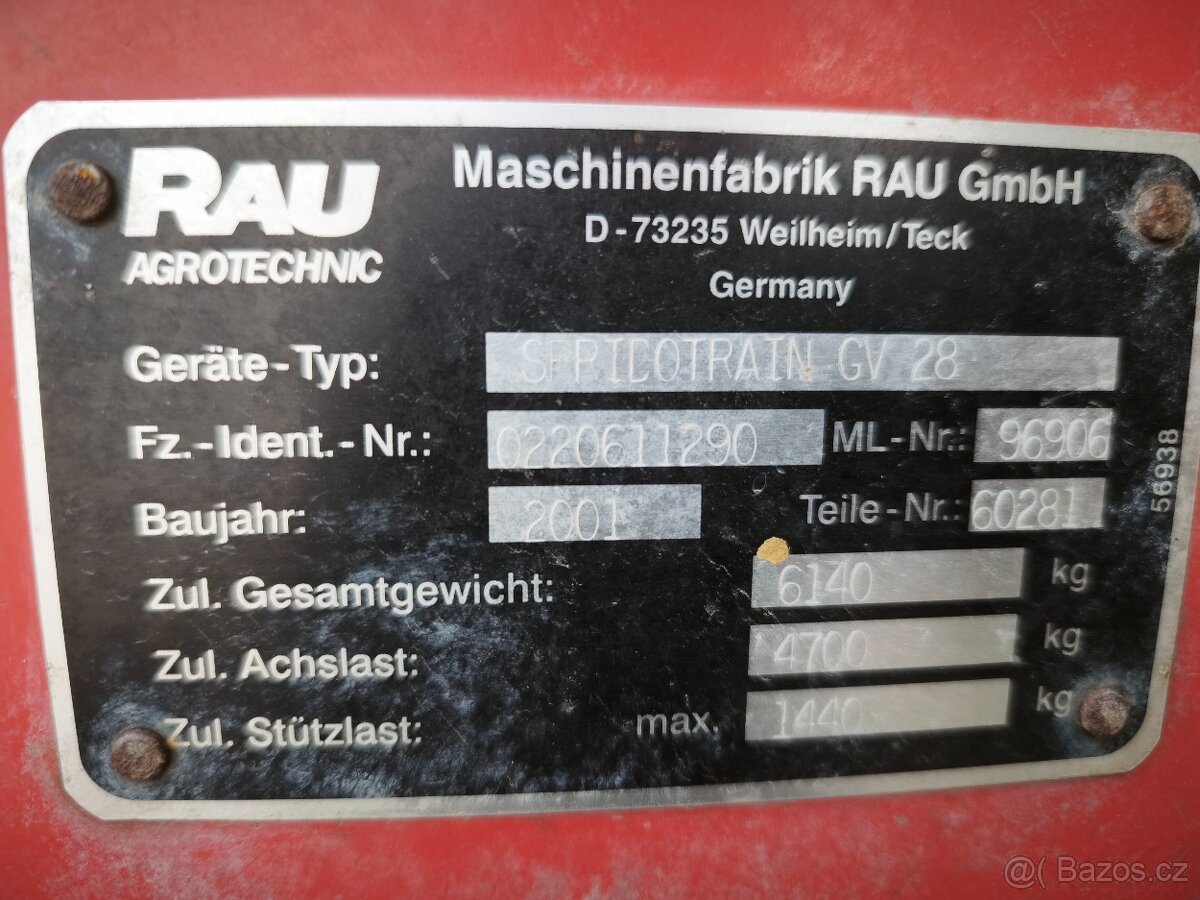 RAU
AGROTECHNIC
Maschinenfabrik RAU GmbH
D-73235 Weilheim/Teck
Germany
Geräte-Typ: SPRIDOTRAIN GV 28
Fz.-Ident.-Nr.: 0220611290 ML-Nr.: 96906
Baujahr: 2001 Teile-Nr.: 60281
Zul. Gesamtgewicht: 6140 kg
Zul. Achslast: 4700 kg
Zul. Stützlast: max. 1440 kg
56938
@( Bazos.cz